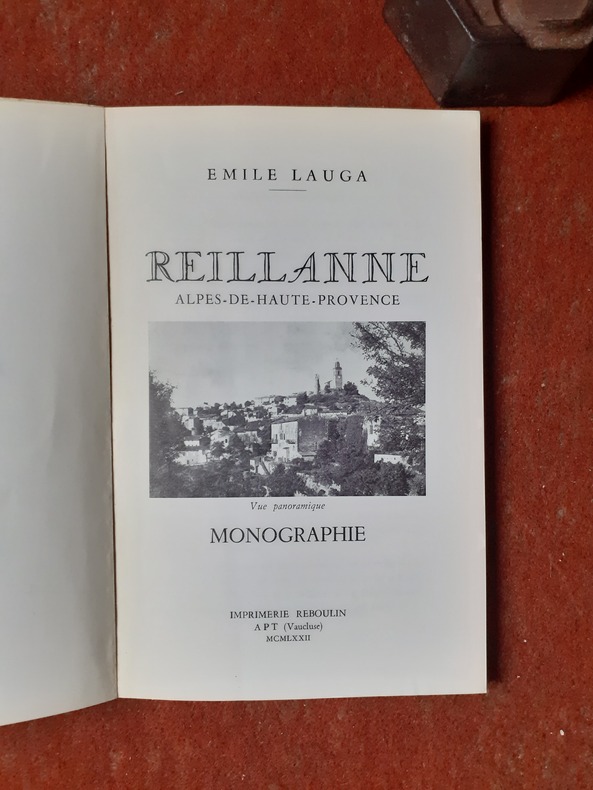 EMILE LAUGA
REILLANNE
ALPES-DE-HAUTE-PROVENCE
Vue panoramique
MONOGRAPHIE
IMPRIMERIE REBOULIN
APT (Vaucluse)
MCMLXXII